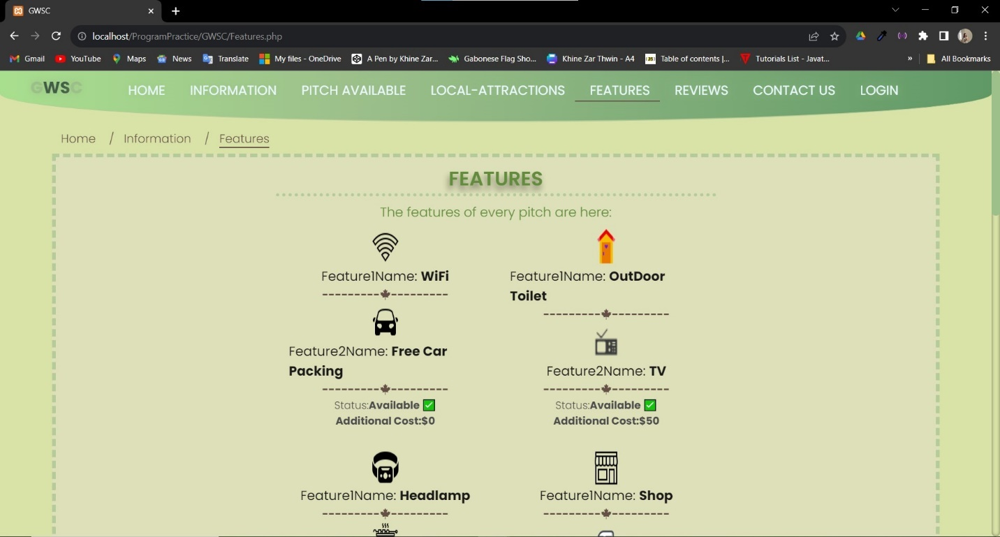 GWSC
localhost/ProgramPractice/GWSC/Features.php
Gmail YouTube Maps News Translate My files - OneDrive A Pen by Khine Zar... Gabonese Flag Sho... Khine Zar Thwin - A4 Table of contents |... Tutorials List - Javat... » All Bookmarks
GWSC HOME INFORMATION PITCH AVAILABLE LOCAL-ATTRACTIONS FEATURES REVIEWS CONTACT US LOGIN
Home / Information / Features
FEATURES
The features of every pitch are here:
Feature1Name: WiFi
Feature2Name: Free Car
Packing
Status:Available ✅
Additional Cost:$0
Feature1Name: OutDoor
Toilet
Feature2Name: TV
Status:Available ✅
Additional Cost:$50
Feature1Name: Headlamp
Feature1Name: Shop